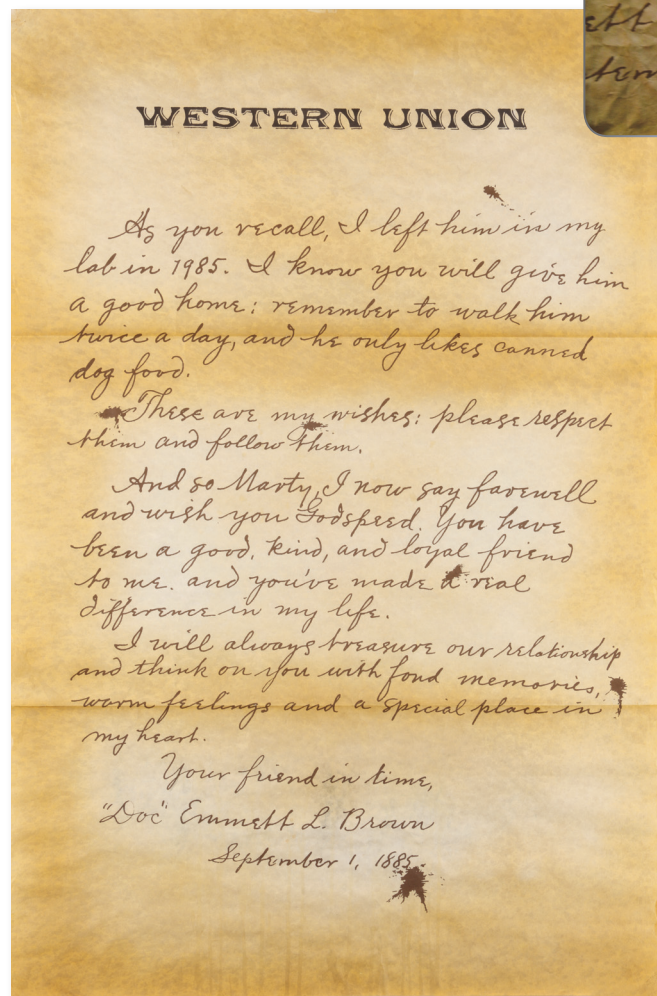 WESTERN UNION
As you recall, I left him in my
lab in 1985. I know you will give him
a good home: remember to walk him
twice a day, and he only likes canned
dog food.
These are my wishes: please respect
them and follow them.
And so Marty, I now say farewell
and wish you Godspeed. You have
been a good, kind, and loyal friend
to me. and you've made a real
difference in my life.
I will always treasure our relationship
and think on you with fond memories,
warm feelings and a special place in
my heart.
Your friend in time,
"Doc" Emmett L. Brown
September 1, 1885.